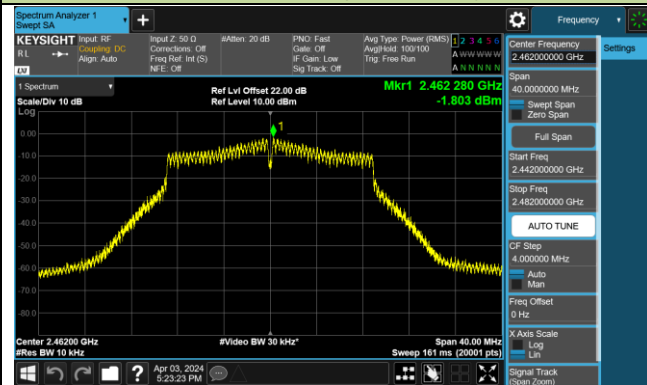 Spectrum Analyzer 1
Swept SA
Frequency
KEYSIGHT
Input: RF
Input Z: 50 Ω
#Atten: 20 dB
PNO: Fast
Avg Type: Power (RMS)
1 2 3 4 5 6
RL
Coupling: DC
Corrections: Off
Gate: Off
Avg|Hold: 100/100
A W W W W W
Align: Auto
Freq Ref: Int (S)
IF Gain: Low
Trig: Free Run
NFE: Off
Sig Track: Off
A N N N N N
LXI
1 Spectrum
Scale/Div 10 dB
Ref Lvl Offset 22.00 dB
Ref Level 10.00 dBm
Mkr1 2.462 280 GHz
-1.803 dBm
Log
1
0.00
-10.0
-20.0
-30.0
-40.0
-50.0
-60.0
-70.0
-80.0
Center 2.46200 GHz
#Video BW 30 kHz*
Span 40.00 MHz
#Res BW 10 kHz
Sweep 161 ms (20001 pts)
Apr 03, 2024
5:23:23 PM
Settings
Center Frequency
2.462000000 GHz
Span
40.0000000 MHz
Swept Span
Zero Span
Full Span
Start Freq
2.442000000 GHz
Stop Freq
2.482000000 GHz
AUTO TUNE
CF Step
4.000000 MHz
Auto
Man
Freq Offset
0 Hz
X Axis Scale
Log
Lin
Signal Track
(Span Zoom)